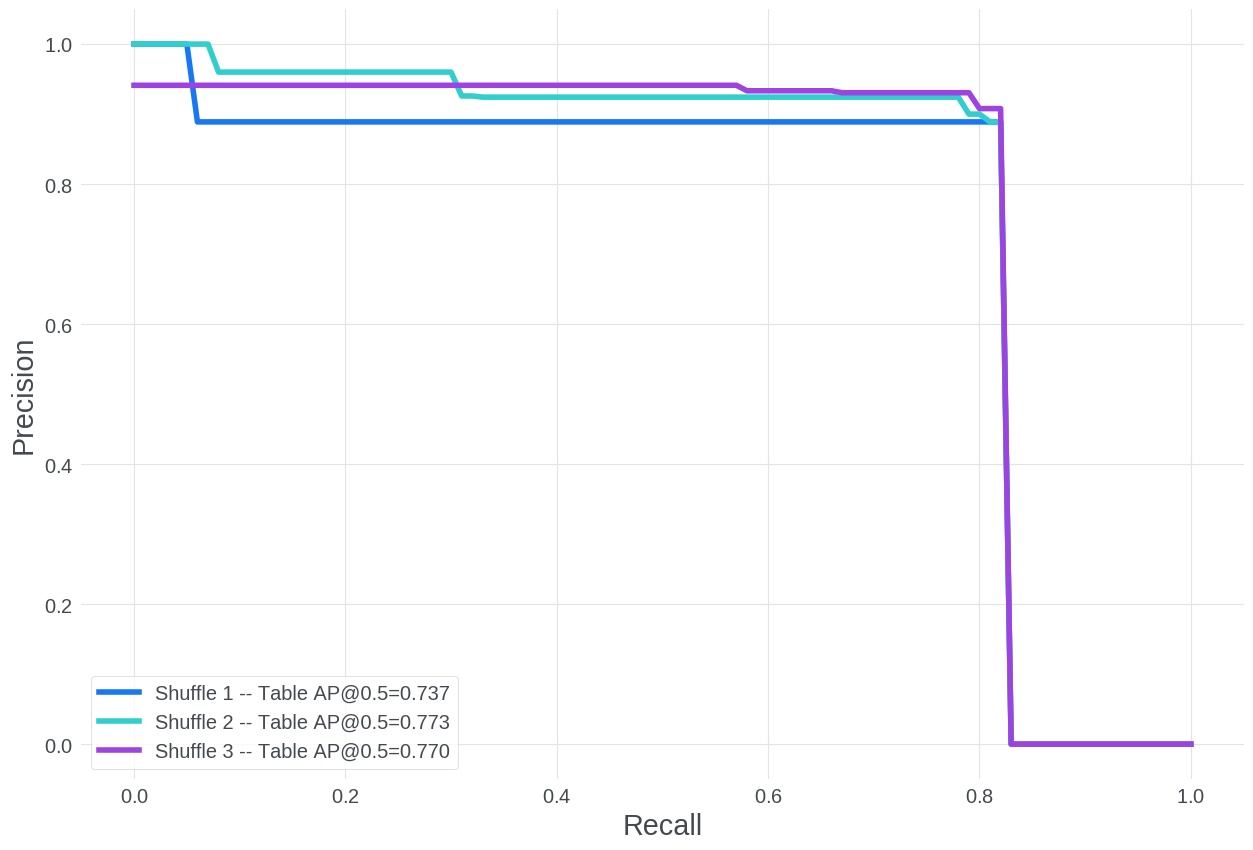 1.0
0.8
0.6
0.4
0.2
0.0
Precision
Shuffle 1 -- Table AP@0.5=0.737
Shuffle 2 -- Table AP@0.5=0.773
Shuffle 3 -- Table AP@0.5=0.770
0.0 0.2 0.4 0.6 0.8 1.0
Recall